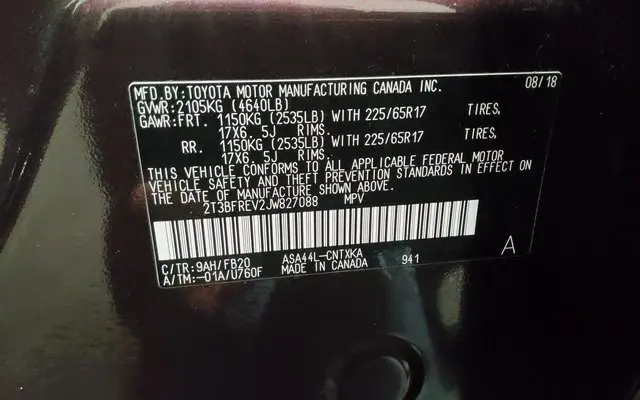 MFD.BY:TOYOTA MOTOR MANUFACTURING CANADA INC. 08/18
GVWR:2105KG (4640LB)
GAWR:FRT. 1150KG (2535LB) WITH 225/65R17 TIRES,
17X6.5J RIMS.
RR. 1150KG (2535LB) WITH 225/65R17 TIRES,
17X6.5J RIMS.
THIS VEHICLE CONFORMS TO ALL APPLICABLE FEDERAL MOTOR
VEHICLE SAFETY AND THEFT PREVENTION STANDARDS IN EFFECT ON
THE DATE OF MANUFACTURE SHOWN ABOVE.
2T3BFREV2JW827088 MPV
C/TR:9AH/FB20 ASA44L-CNTXKA A
A/TM:-01A/U760F MADE IN CANADA 941